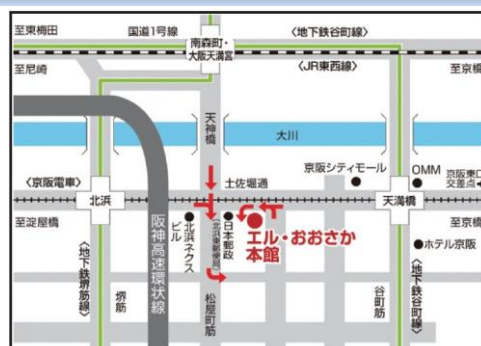 至東梅田
国道1号線
南森町・
大阪天満宮
〈地下鉄谷町線〉
至尼崎
〈JR東西線〉
至京橋
天神橋
大川
〈京阪電車〉
北浜
土佐堀通
京阪シティモール
OMM
京阪東口
交差点
天満橋
至淀屋橋
阪神高速環状線
北浜ネクス
ビル
日本郵政
(北浜東郵便局)
エル・おおさか
本館
至京橋
ホテル京阪
〈地下鉄堺筋線〉
堺筋
松屋町筋
谷町筋
〈地下鉄谷町線〉